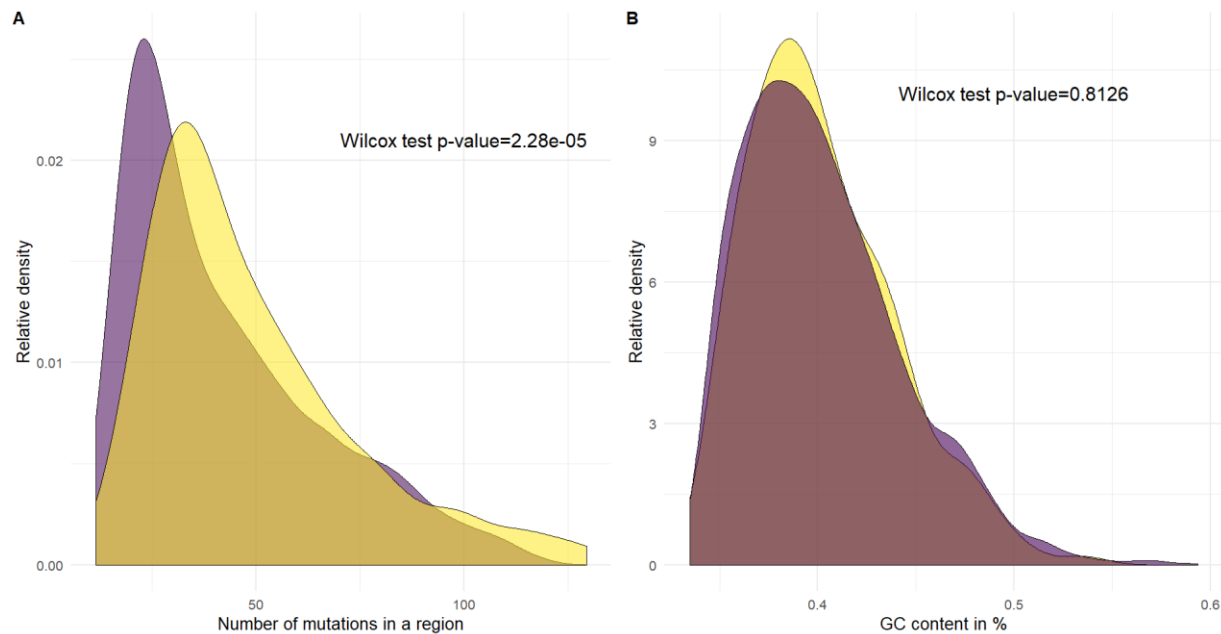 A
Wilcox test p-value=2.28e-05
Relative density
0.02
0.01
0.00
50
100
Number of mutations in a region
B
Wilcox test p-value=0.8126
Relative density
9
6
3
0
0.4
0.5
0.6
GC content in %